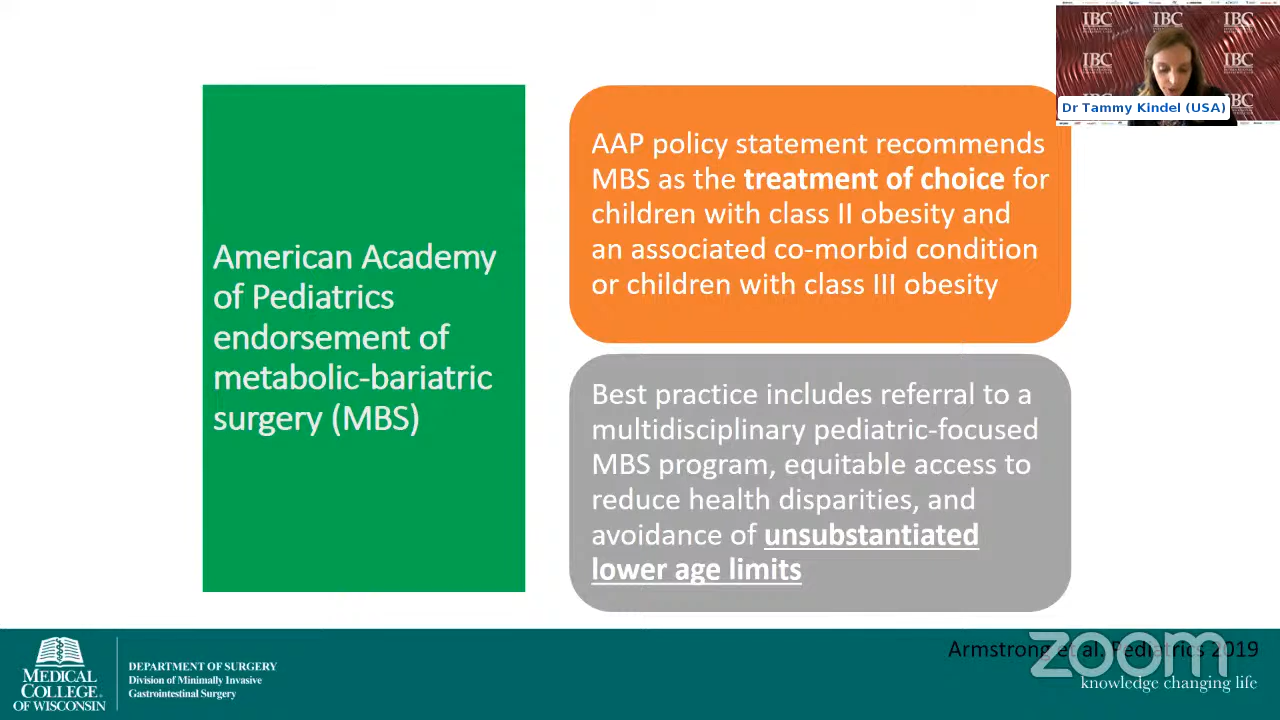 IBC IBC IBC
IBC IBC
IBC IBC
Dr Tammy Kindel (USA)
American Academy
of Pediatrics
endorsement of
metabolic-bariatric
surgery (MBS)
AAP policy statement recommends
MBS as the treatment of choice for
children with class II obesity and
an associated co-morbid condition
or children with class III obesity
Best practice includes referral to a
multidisciplinary pediatric-focused
MBS program, equitable access to
reduce health disparities, and
avoidance of unsubstantiated
lower age limits
MEDICAL
COLLEGE
OF WISCONSIN
DEPARTMENT OF SURGERY
Division of Minimally Invasive
Gastrointestinal Surgery
Armstrong et al. Pediatrics 2019
zoom
knowledge changing life